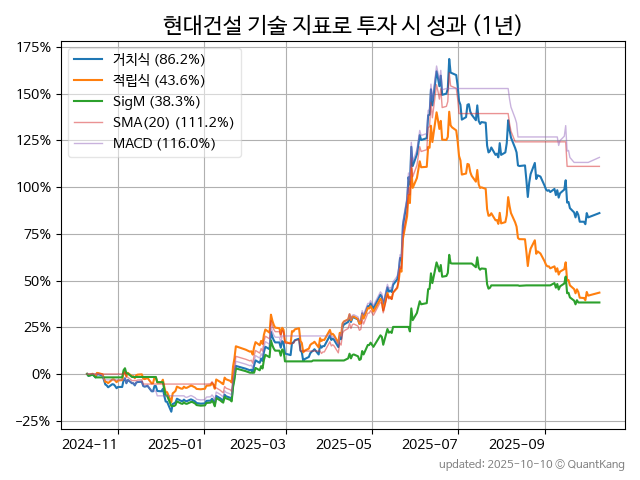 현대건설 기술 지표로 투자 시 성과 (1년)
175%
150%
125%
100%
75%
50%
25%
0%
−25%
거치식 (86.2%)
적립식 (43.6%)
SigM (38.3%)
SMA(20) (111.2%)
MACD (116.0%)
2024−11
2025−01
2025−03
2025−05
2025−07
2025−09
updated: 2025-10-10 © QuantKang